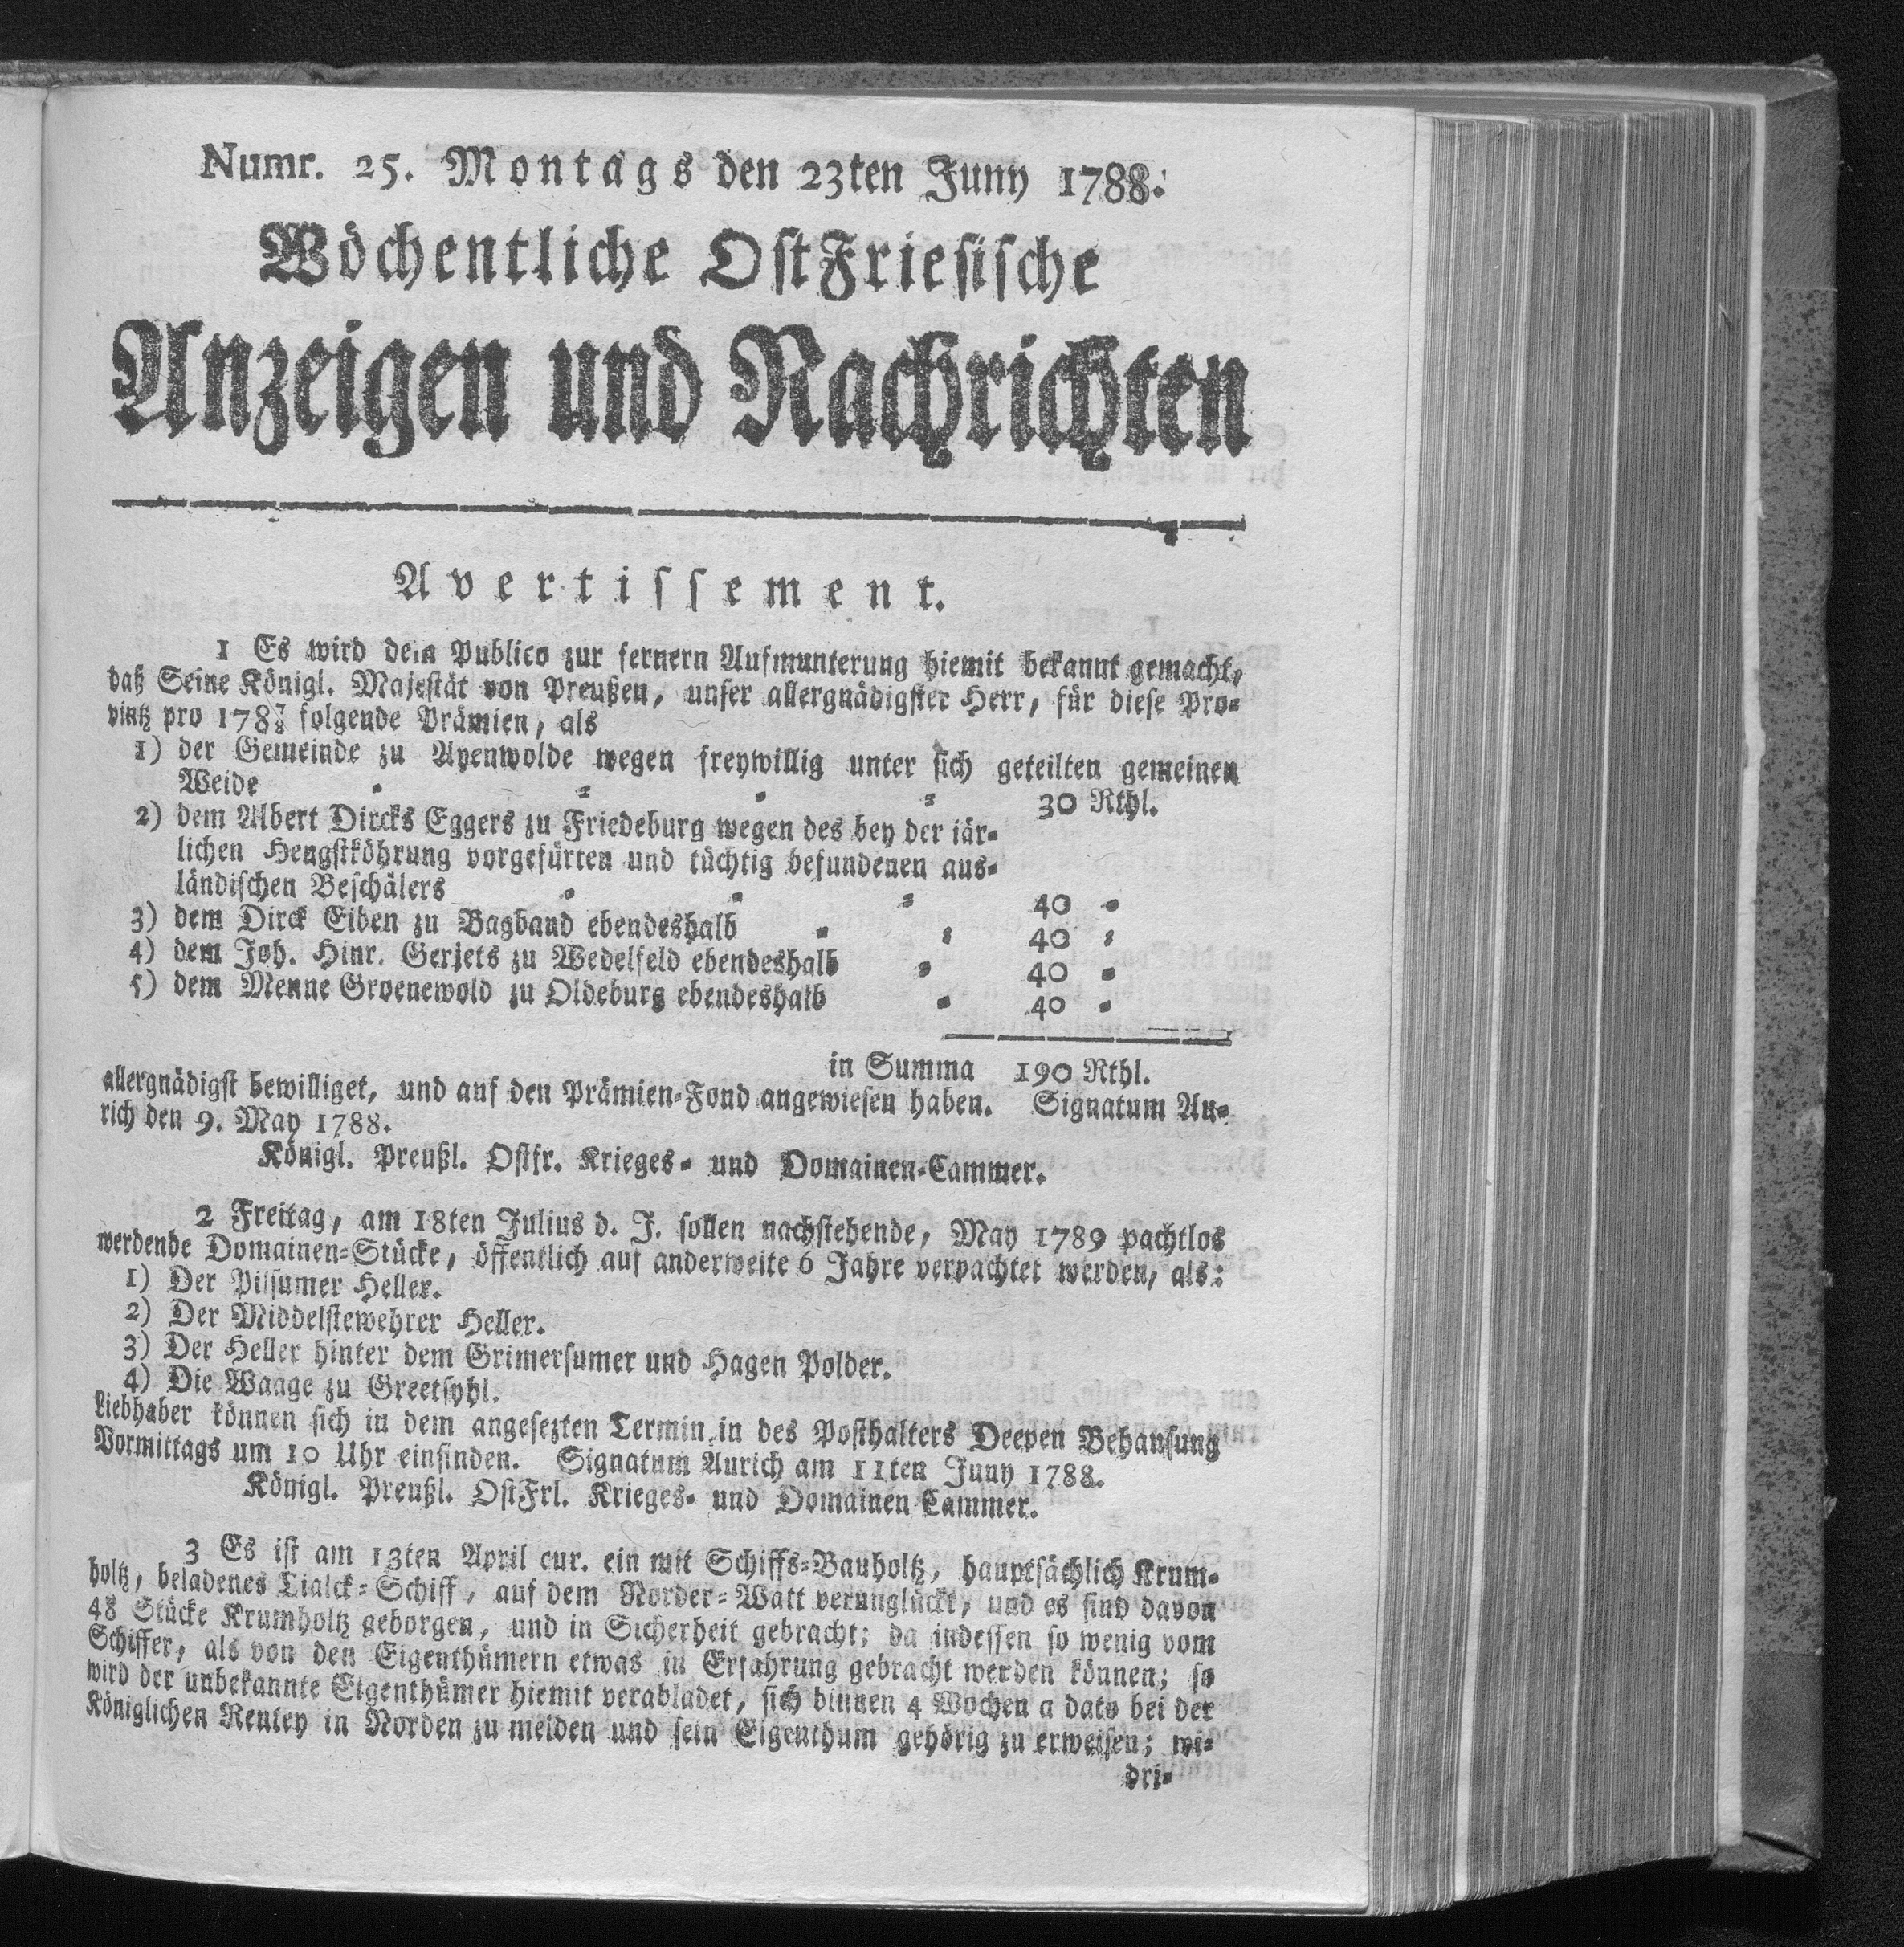 Numr. 25. Montags den 23ten Juny 1788.
Wöchentliche OstFriesische
Anzeigen und Nachrichten
Avertissement.
1 Es wird dem Publico zur fernern Aufmunterung hiemit bekannt gemacht,
daß Seine Königl. Majestät von Preußen, unser allergnädigster Herr, für diese Pro-
vintz pro 178 7/8 folgende Prämien, als
1) der Gemeinde zu Ayenwolde wegen freywillig unter sich geteilten gemeinen
Weide = = = = 30 Rthl.
2) dem Albert Dircks Eggers zu Friedeburg wegen des bey der jär-
lichen Hengstköhrung vorgefürten und tüchtig befundenen aus-
ländischen Beschälers = = = 40 =
3) dem Dirck Eiben zu Bagband ebendeshalb = = 40 =
4) dem Joh. Hinr. Gerjets zu Wedelfeld ebendeshalb = 40 =
5) dem Menne Groenewold zu Oldeburg ebendeshalb = 40 =
in Summa 190 Rthl.
allergnädigst bewilliget, und auf den Prämien-Fond angewiesen haben. Signatum Au-
rich den 9. May 1788.
Königl. Preußl. Ostfr. Krieges- und Domainen-Cammer.
2 Freitag, am 18ten Julius d. J. sollen nachstehende, May 1789 pachtlos
werdende Domainen-Stücke, öffentlich auf anderweite 6 Jahre verpachtet werden, als:
1) Der Pilsumer Heller.
2) Der Middelstewehrer Heller.
3) Der Heller hinter dem Grimersumer und Hagen Polder.
4) Die Waage zu Greetsyhl.
Liebhaber können sich in dem angesezten Termin in des Posthalters Deepen Behausung
Vormittags um 10 Uhr einfinden. Signatum Aurich am 11ten Juny 1788.
Königl. Preußl. OstFrl. Krieges- und Domainen Cammer.
3 Es ist am 13ten April cur. ein mit Schiffs-Bauholtz, hauptsächlich Krum-
holtz, beladenes Tialck-Schiff, auf dem Norder-Watt verunglückt, und es sind davon
48 Stücke Krumholtz geborgen, und in Sicherheit gebracht; da indessen so wenig vom
Schiffer, als von den Eigenthümern etwas in Erfahrung gebracht werden können; so
wird der unbekannte Eigenthümer hiemit verabladet, sich binnen 4 Wochen a dato bei der
Königlichen Rentey in Norden zu melden und sein Eigenthum gehörig zu erweisen; wi-
dri-